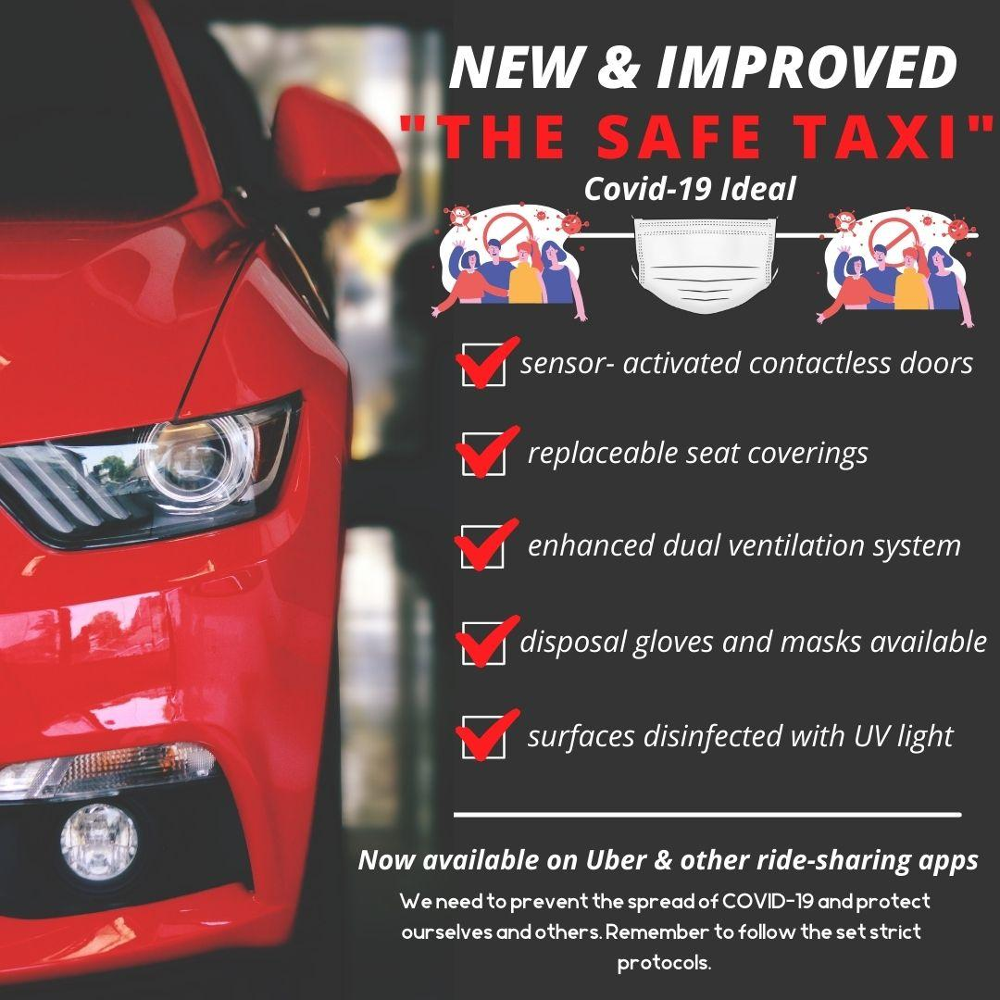 NEW & IMPROVED
"THE SAFE TAXI"
Covid-19 Ideal
sensor- activated contactless doors
replaceable seat coverings
enhanced dual ventilation system
disposal gloves and masks available
surfaces disinfected with UV light
Now available on Uber & other ride-sharing apps
We need to prevent the spread of COVID-19 and protect
ourselves and others. Remember to follow the set strict
protocols.